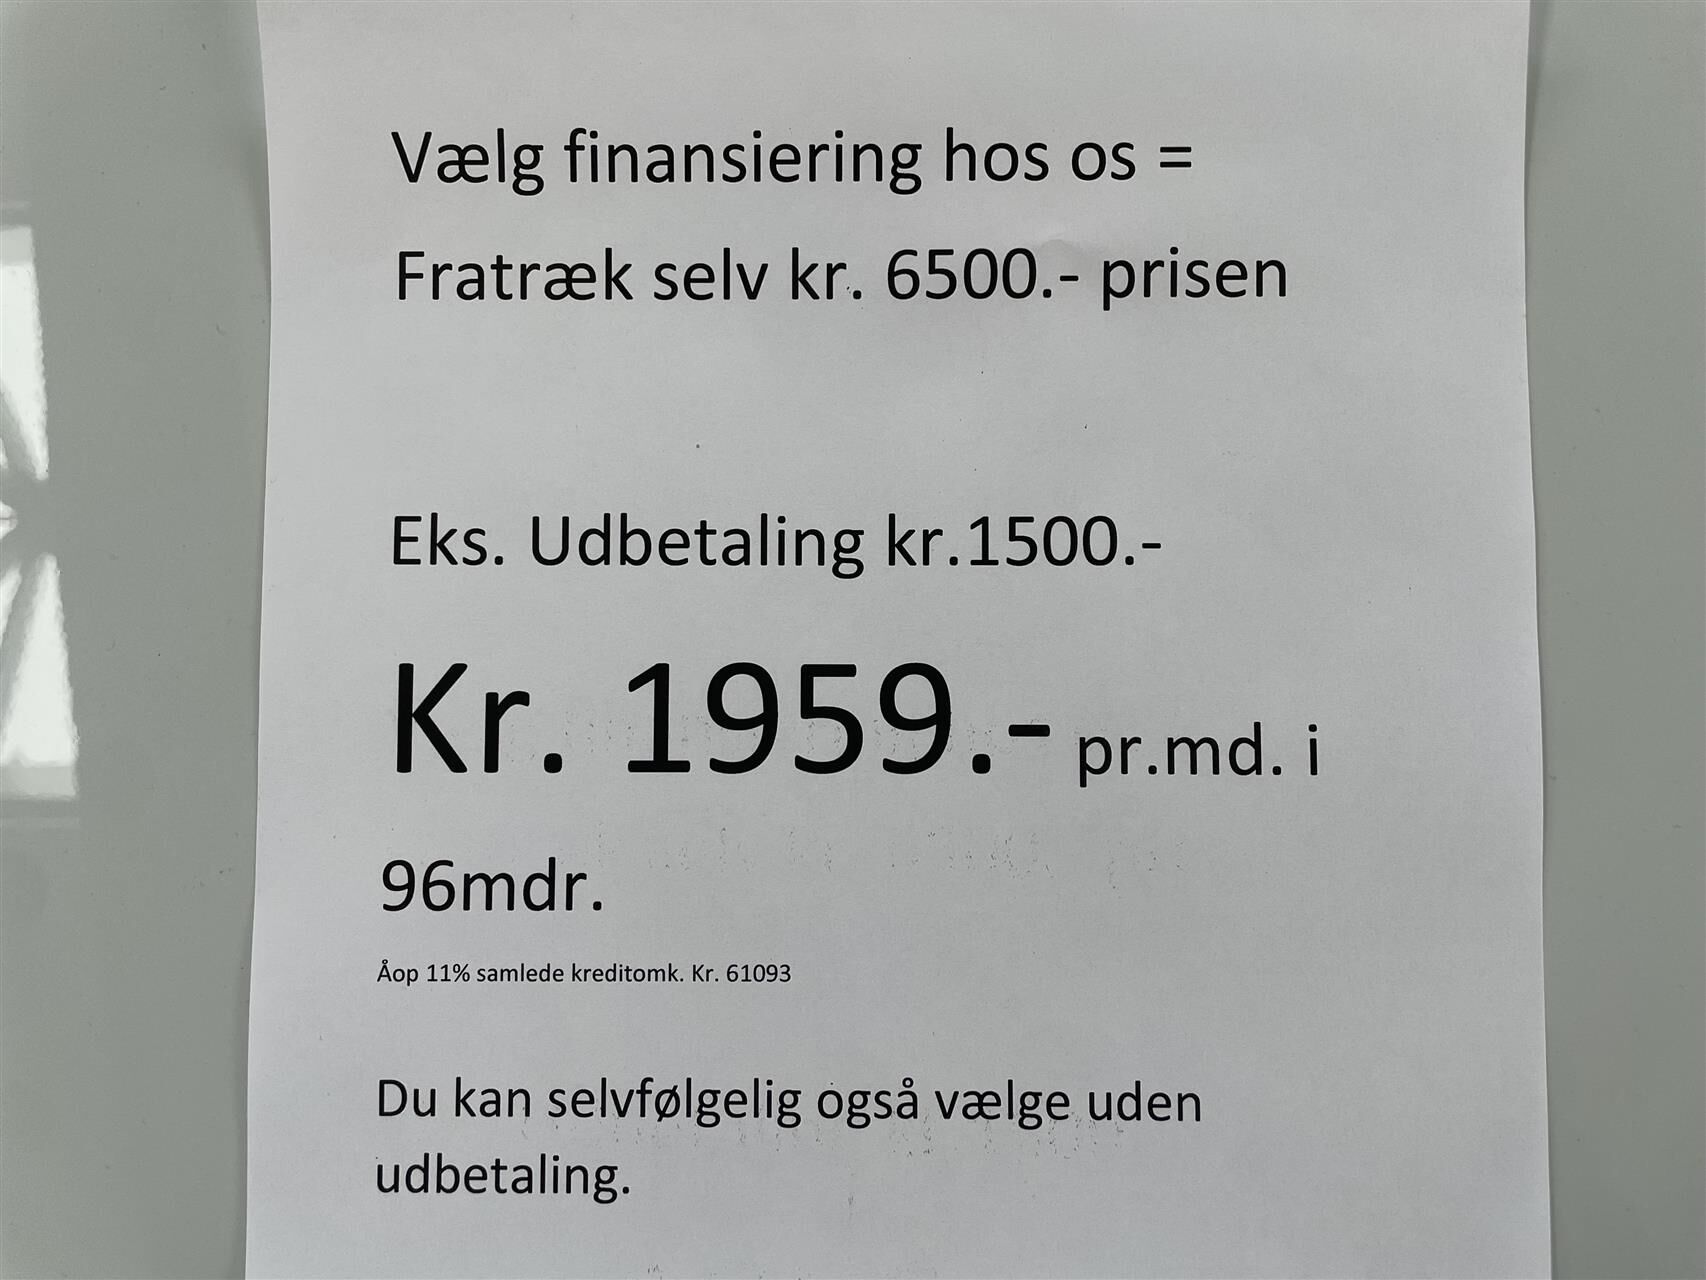 Vælg finansiering hos os =
Fratræk selv kr. 6500.- prisen
Eks. Udbetaling kr.1500.-
Kr. 1959.- pr.md. i
96mdr.
Åop 11% samlede kreditomk. Kr. 61093
Du kan selvfølgelig også vælge uden
udbetaling.